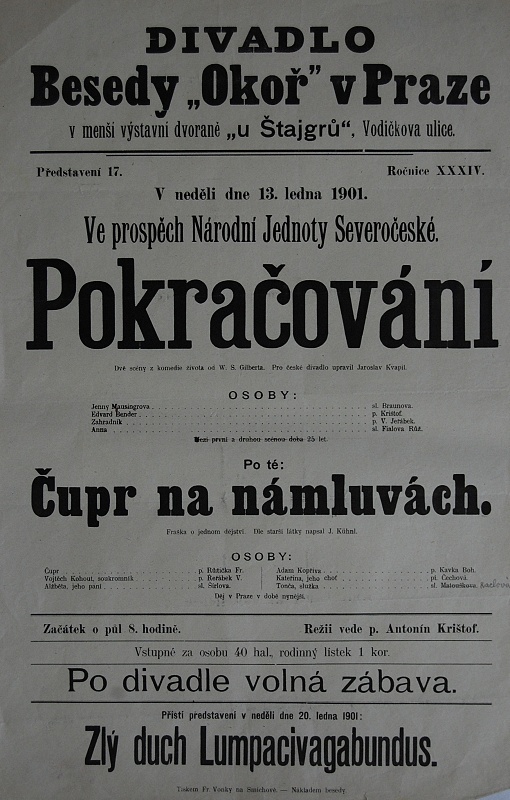 DIVADLO
Besedy „Okoř” v Praze
v menší výstavní dvoraně „u Štajgrů“, Vodičkova ulice.
Představení 17. Ročnice XXXIV.
V neděli dne 13. ledna 1901.
Ve prospěch Národní Jednoty Severočeské.
Pokračování
Dvě scény z komedie života od W. S. Gilberta. Pro české divadlo upravil Jaroslav Kvapil.
OSOBY:
Jenny Mansingrova sl. Braunova.
Edvard Bender p. Krištof.
Zahradník p. V. Jeřábek.
Anna sl. Fialova Růž.
Mezi první a druhou scénou doba 25 let.
Po té:
Čupr na námluvách.
Fraška o jednom dějství. Dle starší látky napsal J. Kühnl.
OSOBY:
Čupr p. Růžička Fr. Adam Kopřiva p. Kavka Boh.
Vojtěch Kohout, soukromník p. Jeřábek V. Kateřina, jeho choť pí. Čechová.
Alžběta, jeho paní sl. Sirlova. Tonča, služka sl. Matoušková.
Děj v Praze v době nynější.
Začátek o půl 8. hodině. Režii vede p. Antonín Krištof.
Vstupné za osobu 40 hal., rodinný lístek 1 kor.
Po divadle volná zábava.
Příští představení v neděli dne 20. ledna 1901:
Zlý duch Lumpacivagabundus.
Tiskem Fr. Vonky na Smíchově. — Nákladem besedy.